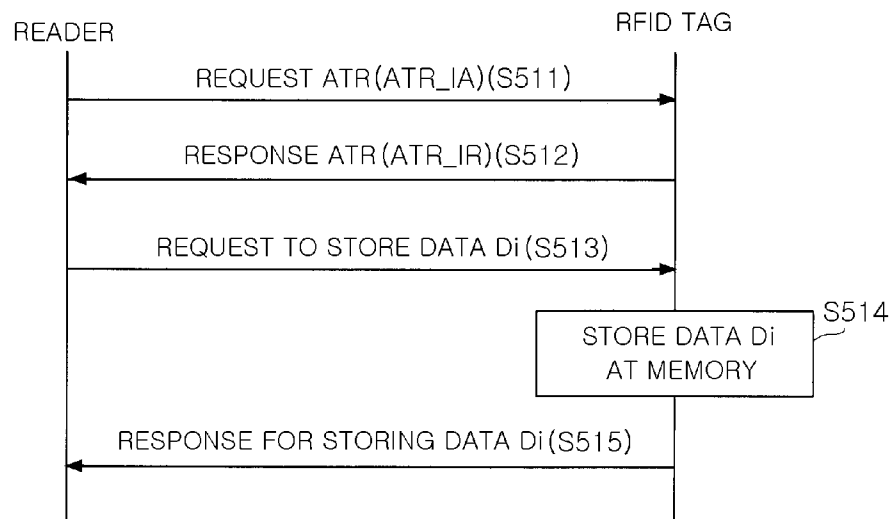 READER
RFID TAG
REQUEST ATR(ATR_IA)(S511)
RESPONSE ATR(ATR_IR)(S512)
REQUEST TO STORE DATA Di(S513)
S514
STORE DATA Di
AT MEMORY
RESPONSE FOR STORING DATA Di(S515)